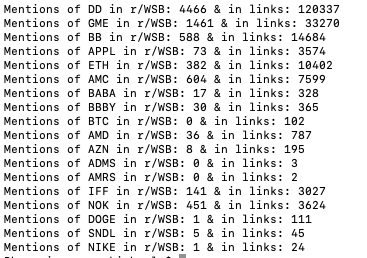 Mentions of DD in r/WSB: 4466 & in links: 120337
Mentions of GME in r/WSB: 1461 & in links: 33270
Mentions of BB in r/WSB: 588 & in links: 14684
Mentions of APPL in r/WSB: 73 & in links: 3574
Mentions of ETH in r/WSB: 382 & in links: 10402
Mentions of AMC in r/WSB: 604 & in links: 7599
Mentions of BABA in r/WSB: 17 & in links: 328
Mentions of BBBY in r/WSB: 30 & in links: 365
Mentions of BTC in r/WSB: 0 & in links: 102
Mentions of AMD in r/WSB: 36 & in links: 787
Mentions of AZN in r/WSB: 8 & in links: 195
Mentions of ADMS in r/WSB: 0 & in links: 3
Mentions of AMRS in r/WSB: 0 & in links: 2
Mentions of IFF in r/WSB: 141 & in links: 3027
Mentions of NOK in r/WSB: 451 & in links: 3624
Mentions of DOGE in r/WSB: 1 & in links: 111
Mentions of SNDL in r/WSB: 5 & in links: 45
Mentions of NIKE in r/WSB: 1 & in links: 24